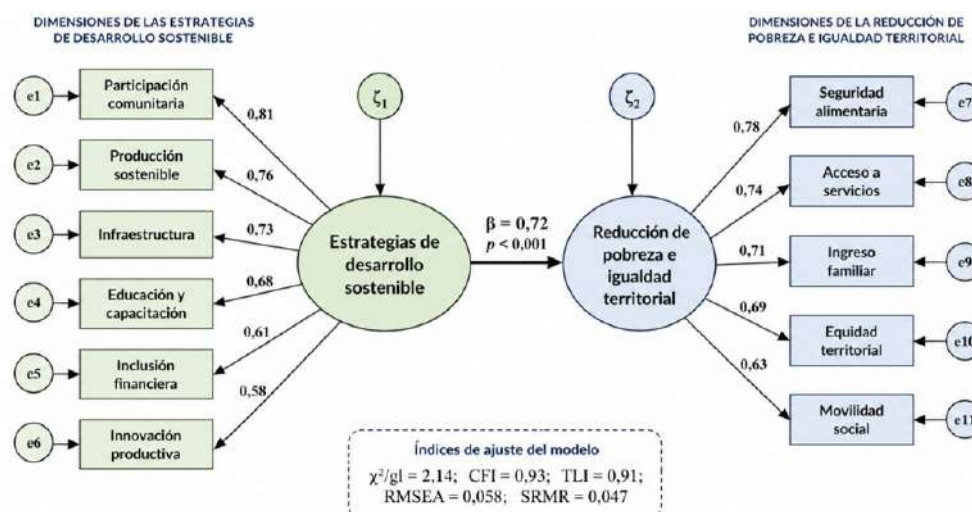 DIMENSIONES DE LAS ESTRATEGIAS
DE DESARROLLO SOSTENIBLE
DIMENSIONES DE LA REDUCCIÓN DE
POBREZA E IGUALDAD TERRITORIAL
e1
Participación
comunitaria
0,81
e2
Producción
sostenible
0,76
e3
Infraestructura
0,73
e4
Educación y
capacitación
0,68
e5
Inclusión
financiera
0,61
e6
Innovación
productiva
0,58
ζ1
Estrategias de
desarrollo
sostenible
β = 0,72
p < 0,001
ζ2
Reducción de
pobreza e
igualdad
territorial
0,78
Seguridad
alimentaria
e7
0,74
Acceso a
servicios
e8
0,71
Ingreso
familiar
e9
0,69
Equidad
territorial
e10
0,63
Movilidad
social
e11
Índices de ajuste del modelo
χ²/gl = 2,14; CFI = 0,93; TLI = 0,91;
RMSEA = 0,058; SRMR = 0,047